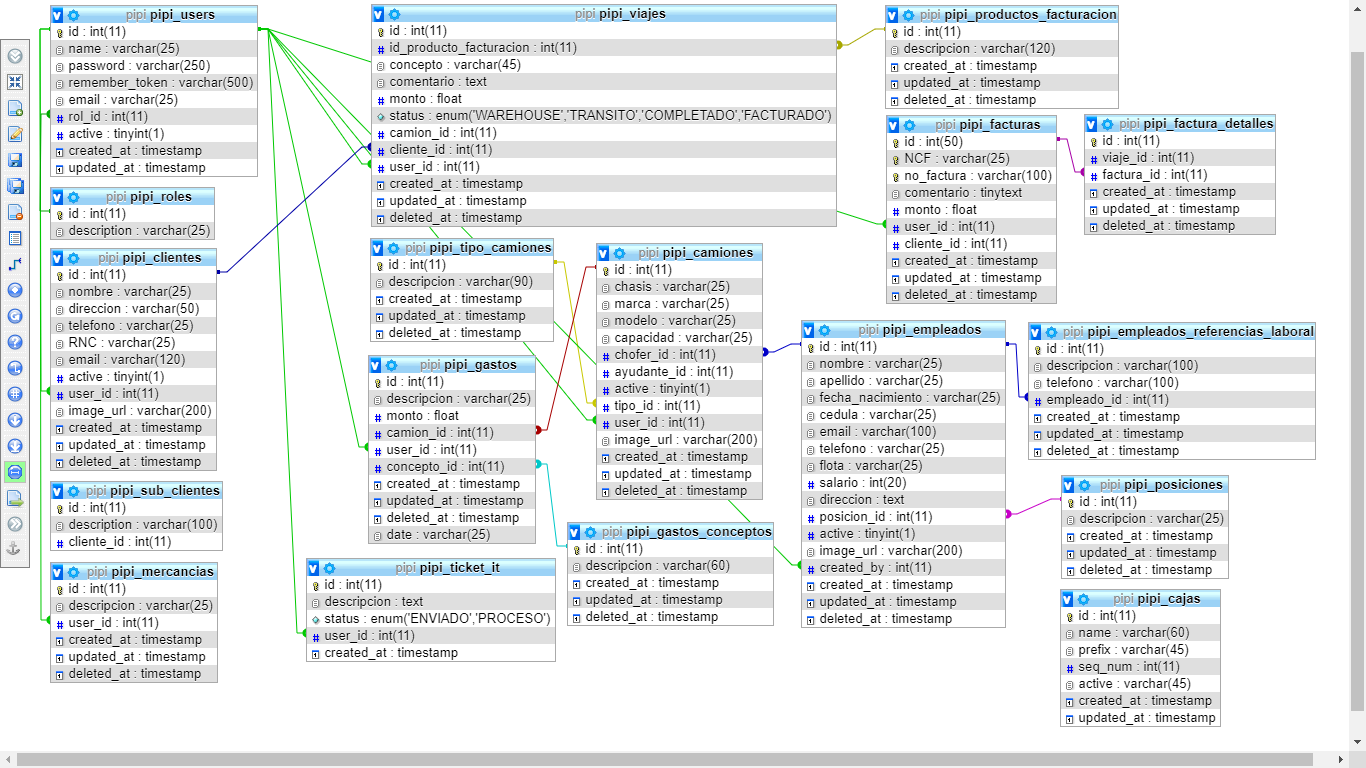 pipi pipi_users
id : int(11)
name : varchar(25)
password : varchar(250)
remember_token : varchar(500)
email : varchar(25)
rol_id : int(11)
active : tinyint(1)
created_at : timestamp
updated_at : timestamp
pipi pipi_roles
id : int(11)
description : varchar(25)
pipi pipi_clientes
id : int(11)
nombre : varchar(25)
direccion : varchar(50)
telefono : varchar(25)
RNC : varchar(25)
email : varchar(120)
active : tinyint(1)
user_id : int(11)
image_url : varchar(200)
created_at : timestamp
updated_at : timestamp
deleted_at : timestamp
pipi pipi_sub_clientes
id : int(11)
description : varchar(100)
cliente_id : int(11)
pipi pipi_mercancias
id : int(11)
descripcion : varchar(25)
user_id : int(11)
created_at : timestamp
updated_at : timestamp
deleted_at : timestamp
pipi pipi_viajes
id : int(11)
id_producto_facturacion : int(11)
concepto : varchar(45)
comentario : text
monto : float
status : enum('WAREHOUSE','TRANSITO','COMPLETADO','FACTURADO')
camion_id : int(11)
cliente_id : int(11)
user_id : int(11)
created_at : timestamp
updated_at : timestamp
deleted_at : timestamp
pipi pipi_tipo_camiones
id : int(11)
descripcion : varchar(90)
created_at : timestamp
updated_at : timestamp
deleted_at : timestamp
pipi pipi_gastos
id : int(11)
descripcion : varchar(25)
monto : float
camion_id : int(11)
user_id : int(11)
concepto_id : int(11)
created_at : timestamp
updated_at : timestamp
deleted_at : timestamp
date : varchar(25)
pipi pipi_ticket_it
id : int(11)
descripcion : text
status : enum('ENVIADO','PROCESO')
user_id : int(11)
created_at : timestamp
pipi pipi_camiones
id : int(11)
chasis : varchar(25)
marca : varchar(25)
modelo : varchar(25)
capacidad : varchar(25)
chofer_id : int(11)
ayudante_id : int(11)
active : tinyint(1)
tipo_id : int(11)
user_id : int(11)
image_url : varchar(200)
created_at : timestamp
updated_at : timestamp
deleted_at : timestamp
pipi pipi_gastos_conceptos
id : int(11)
descripcion : varchar(60)
created_at : timestamp
updated_at : timestamp
deleted_at : timestamp
pipi pipi_productos_facturacion
id : int(11)
descripcion : varchar(120)
created_at : timestamp
updated_at : timestamp
deleted_at : timestamp
pipi pipi_facturas
id : int(50)
NCF : varchar(25)
no_factura : varchar(100)
comentario : tinytext
monto : float
user_id : int(11)
cliente_id : int(11)
created_at : timestamp
updated_at : timestamp
deleted_at : timestamp
pipi pipi_factura_detalles
id : int(11)
viaje_id : int(11)
factura_id : int(11)
created_at : timestamp
updated_at : timestamp
deleted_at : timestamp
pipi pipi_empleados
id : int(11)
nombre : varchar(25)
apellido : varchar(25)
fecha_nacimiento : varchar(25)
cedula : varchar(25)
email : varchar(100)
telefono : varchar(25)
flota : varchar(25)
salario : int(20)
direccion : text
posicion_id : int(11)
active : tinyint(1)
image_url : varchar(200)
created_by : int(11)
created_at : timestamp
updated_at : timestamp
deleted_at : timestamp
pipi pipi_empleados_referencias_laboral
id : int(11)
descripcion : varchar(100)
telefono : varchar(100)
empleado_id : int(11)
created_at : timestamp
updated_at : timestamp
deleted_at : timestamp
pipi pipi_posiciones
id : int(11)
descripcion : varchar(25)
created_at : timestamp
updated_at : timestamp
deleted_at : timestamp
pipi pipi_cajas
id : int(11)
name : varchar(60)
prefix : varchar(45)
seq_num : int(11)
active : varchar(45)
created_at : timestamp
updated_at : timestamp